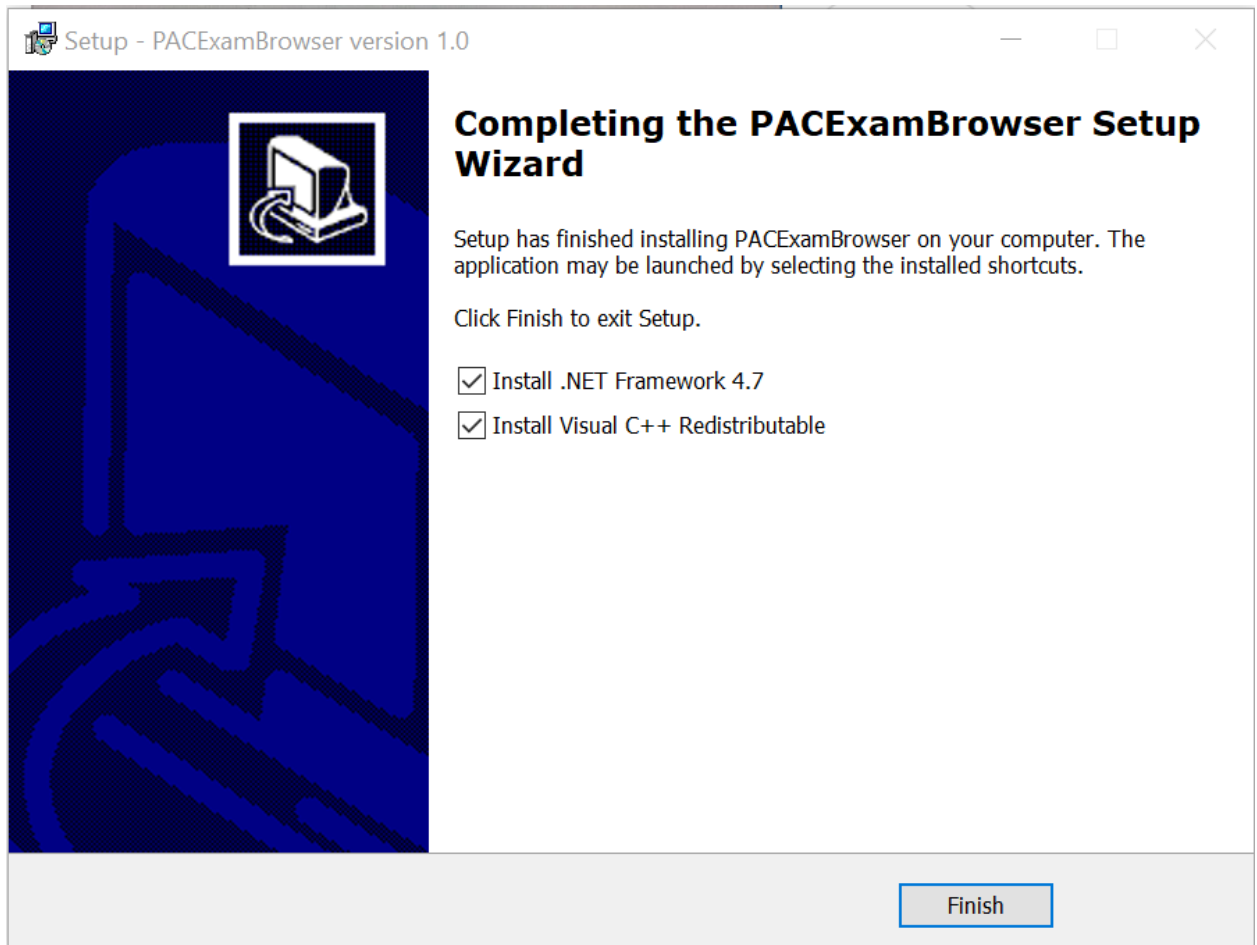 Setup - PACExamBrowser version 1.0
Completing the PACExamBrowser Setup
Wizard
Setup has finished installing PACExamBrowser on your computer. The
application may be launched by selecting the installed shortcuts.
Click Finish to exit Setup.
Install .NET Framework 4.7
Install Visual C++ Redistributable
Finish